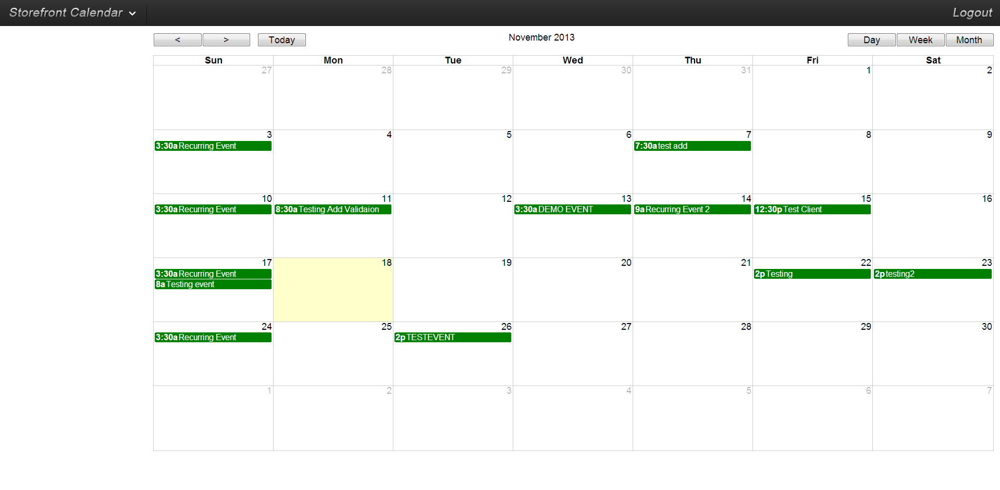 Storefront Calendar Logout
< > Today November 2013 Day Week Month
Sun Mon Tue Wed Thu Fri Sat
27 28 29 30 31 1 2
3 4 5 6 7 8 9
3:30a Recurring Event 7:30a test add
10 11 12 13 14 15 16
3:30a Recurring Event 8:30a Testing Add Validaion 3:30a DEMO EVENT 9a Recurring Event 2 12:30p Test Client
17 18 19 20 21 22 23
3:30a Recurring Event 2p Testing 2p testing2
8a Testing event
24 25 26 27 28 29 30
3:30a Recurring Event 2p TESTEVENT
1 2 3 4 5 6 7